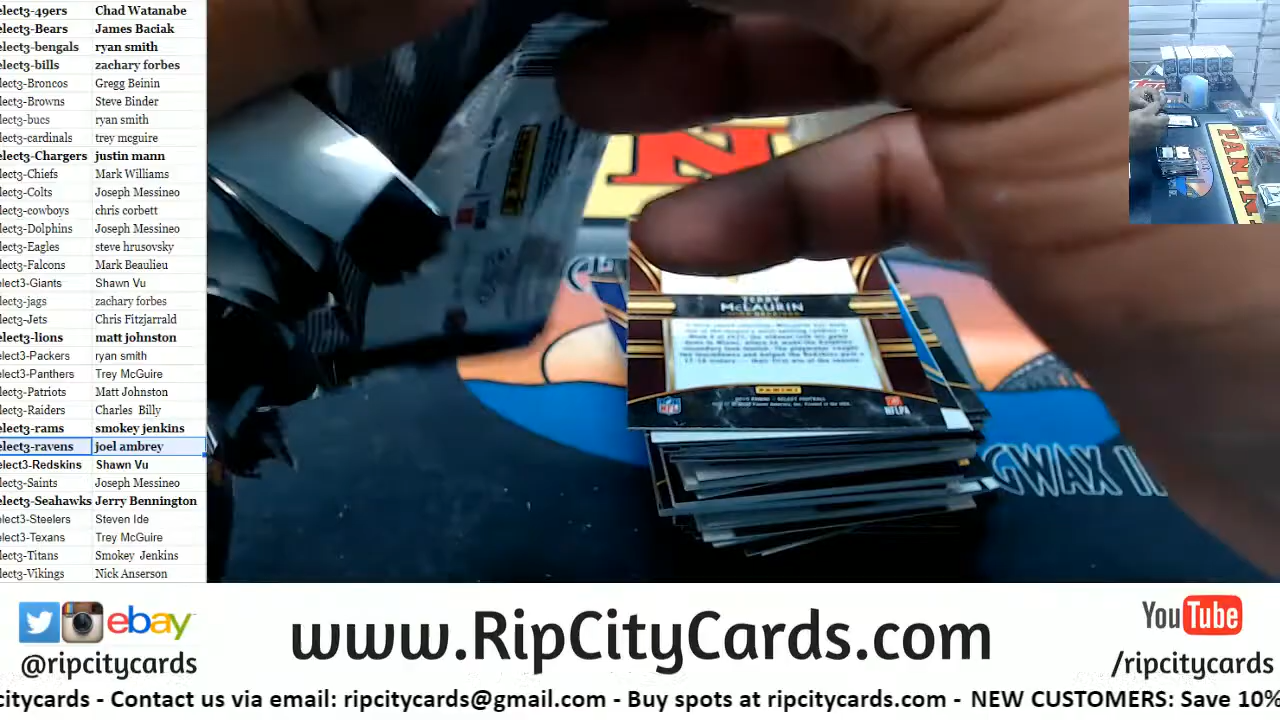 elect3-49ers Chad Watanabe
elect3-Bears James Baciak
elect3-bengals ryan smith
elect3-bills zachary forbes
elect3-Broncos Gregg Beinin
elect3-Browns Steve Binder
elect3-bucs ryan smith
elect3-cardinals trey mcguire
elect3-Chargers justin mann
elect3-Chiefs Mark Williams
elect3-Colts Joseph Messineo
elect3-cowboys chris corbett
elect3-Dolphins Joseph Messineo
elect3-Eagles steve hrusovsky
elect3-Falcons Mark Beaulieu
elect3-Giants Shawn Vu
elect3-jags zachary forbes
elect3-Jets Chris Fitzjarrald
elect3-lions matt johnston
elect3-Packers ryan smith
elect3-Panthers Trey McGuire
elect3-Patriots Matt Johnston
elect3-Raiders Charles Billy
elect3-rams smokey jenkins
elect3-ravens joel ambrey
elect3-Redskins Shawn Vu
elect3-Saints Joseph Messineo
elect3-Seahawks Jerry Bennington
elect3-Steelers Steven Ide
elect3-Texans Trey McGuire
elect3-Titans Smokey Jenkins
elect3-Vikings Nick Anserson
PANINI
TERRY
McLAURIN
PANINI
NFL
NFLPA
GWAX
ebay
@ripcitycards
www.RipCityCards.com
YouTube
/ripcitycards
citycards - Contact us via email: ripcitycards@gmail.com - Buy spots at ripcitycards.com - NEW CUSTOMERS: Save 10%